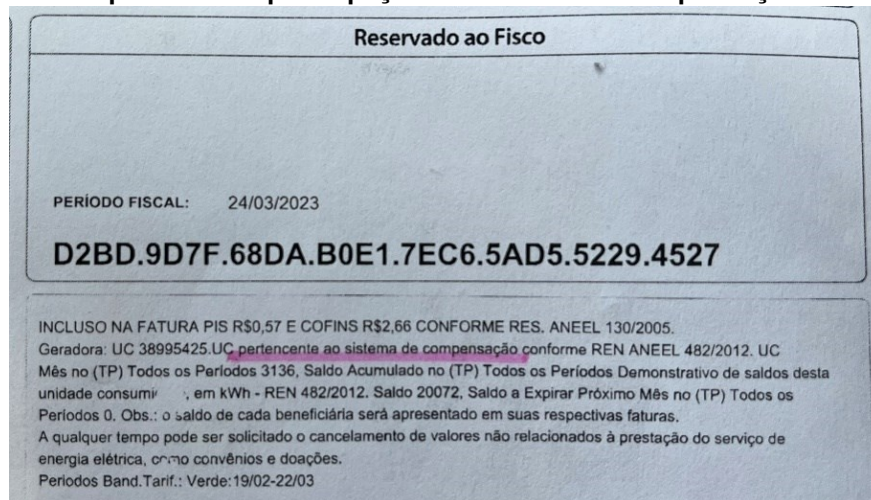 Reservado ao Fisco
PERÍODO FISCAL: 24/03/2023
D2BD.9D7F.68DA.B0E1.7EC6.5AD5.5229.4527
INCLUSO NA FATURA PIS R$0,57 E COFINS R$2,66 CONFORME RES. ANEEL 130/2005.
Geradora: UC 38995425.UC pertencente ao sistema de compensação conforme REN ANEEL 482/2012. UC
Mês no (TP) Todos os Períodos 3136, Saldo Acumulado no (TP) Todos os Períodos Demonstrativo de saldos desta
unidade consumi , em kWh - REN 482/2012. Saldo 20072, Saldo a Expirar Próximo Mês no (TP) Todos os
Períodos 0. Obs.: o saldo de cada beneficiária será apresentado em suas respectivas faturas.
A qualquer tempo pode ser solicitado o cancelamento de valores não relacionados à prestação do serviço de
energia elétrica, como convênios e doações.
Periodos Band.Tarif.: Verde:19/02-22/03